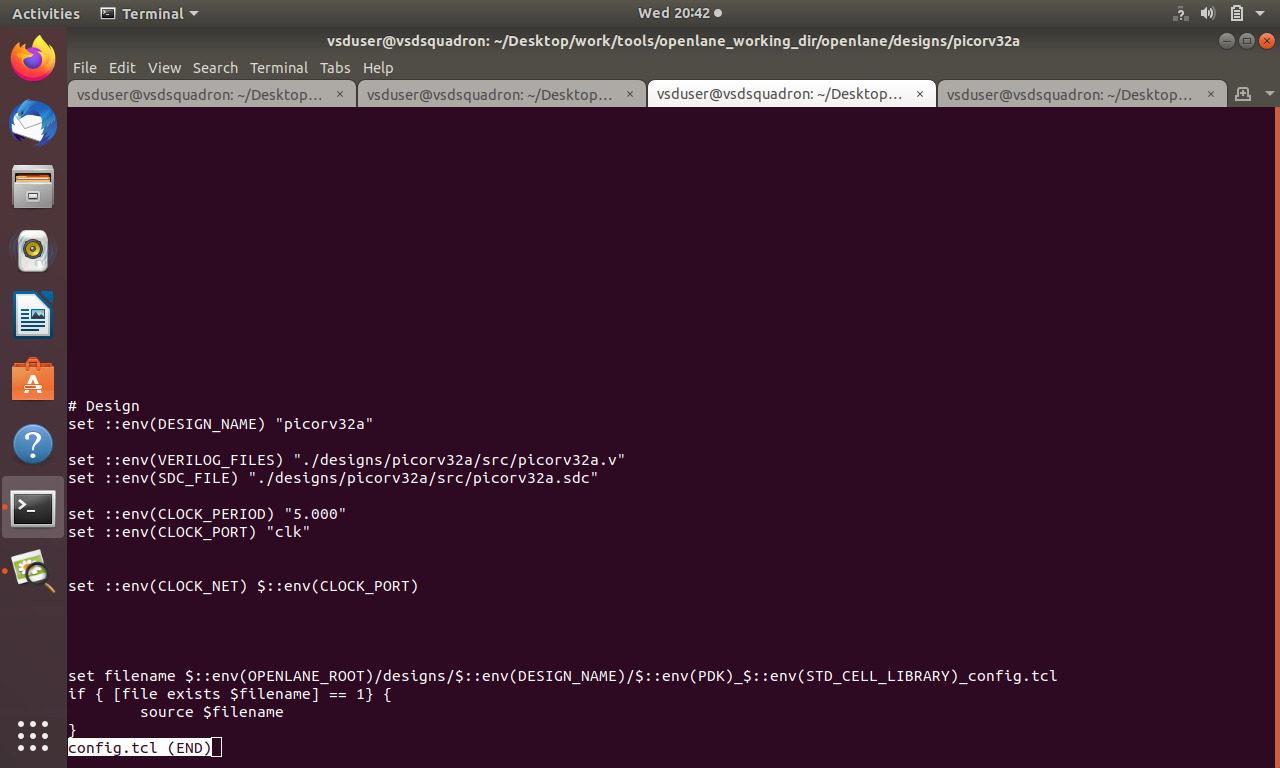 Activities Terminal Wed 20:42
vsduser@vsdsquadron: ~/Desktop/work/tools/openlane_working_dir/openlane/designs/picorv32a
File Edit View Search Terminal Tabs Help
vsduser@vsdsquadron: ~/Desktop... × vsduser@vsdsquadron: ~/Desktop... × vsduser@vsdsquadron: ~/Desktop... × vsduser@vsdsquadron: ~/Desktop... ×
# Design
set ::env(DESIGN_NAME) "picorv32a"
set ::env(VERILOG_FILES) "./designs/picorv32a/src/picorv32a.v"
set ::env(SDC_FILE) "./designs/picorv32a/src/picorv32a.sdc"
set ::env(CLOCK_PERIOD) "5.000"
set ::env(CLOCK_PORT) "clk"
set ::env(CLOCK_NET) $::env(CLOCK_PORT)
set filename $::env(OPENLANE_ROOT)/designs/$::env(DESIGN_NAME)/$::env(PDK)_$::env(STD_CELL_LIBRARY)_config.tcl
if { [file exists $filename] == 1} {
        source $filename
}
config.tcl (END)